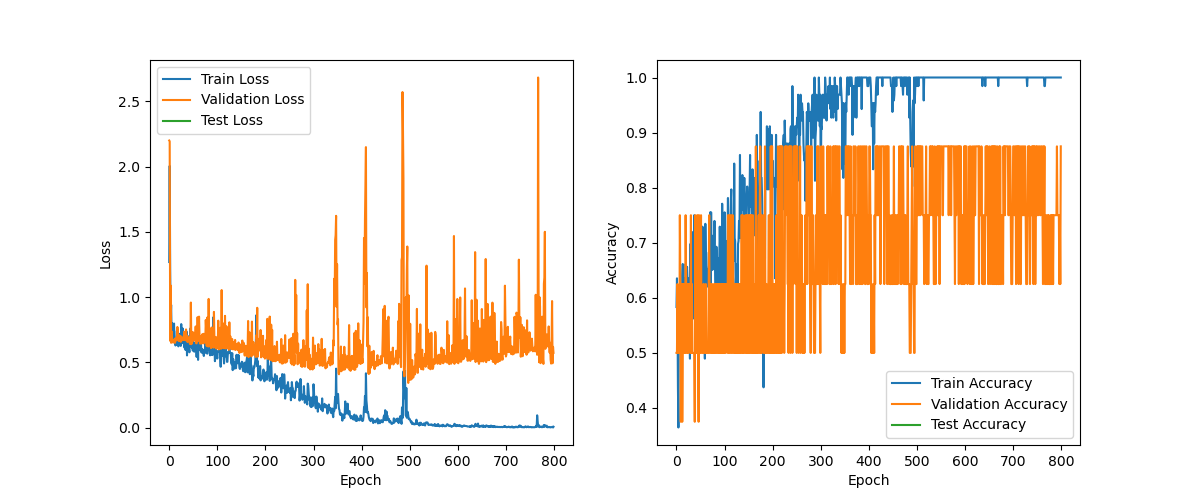 Train Loss
Validation Loss
Test Loss
2.5
2.0
1.5
1.0
0.5
0.0
Loss
0 100 200 300 400 500 600 700 800
Epoch
1.0
0.9
0.8
0.7
0.6
0.5
0.4
Accuracy
Train Accuracy
Validation Accuracy
Test Accuracy
0 100 200 300 400 500 600 700 800
Epoch